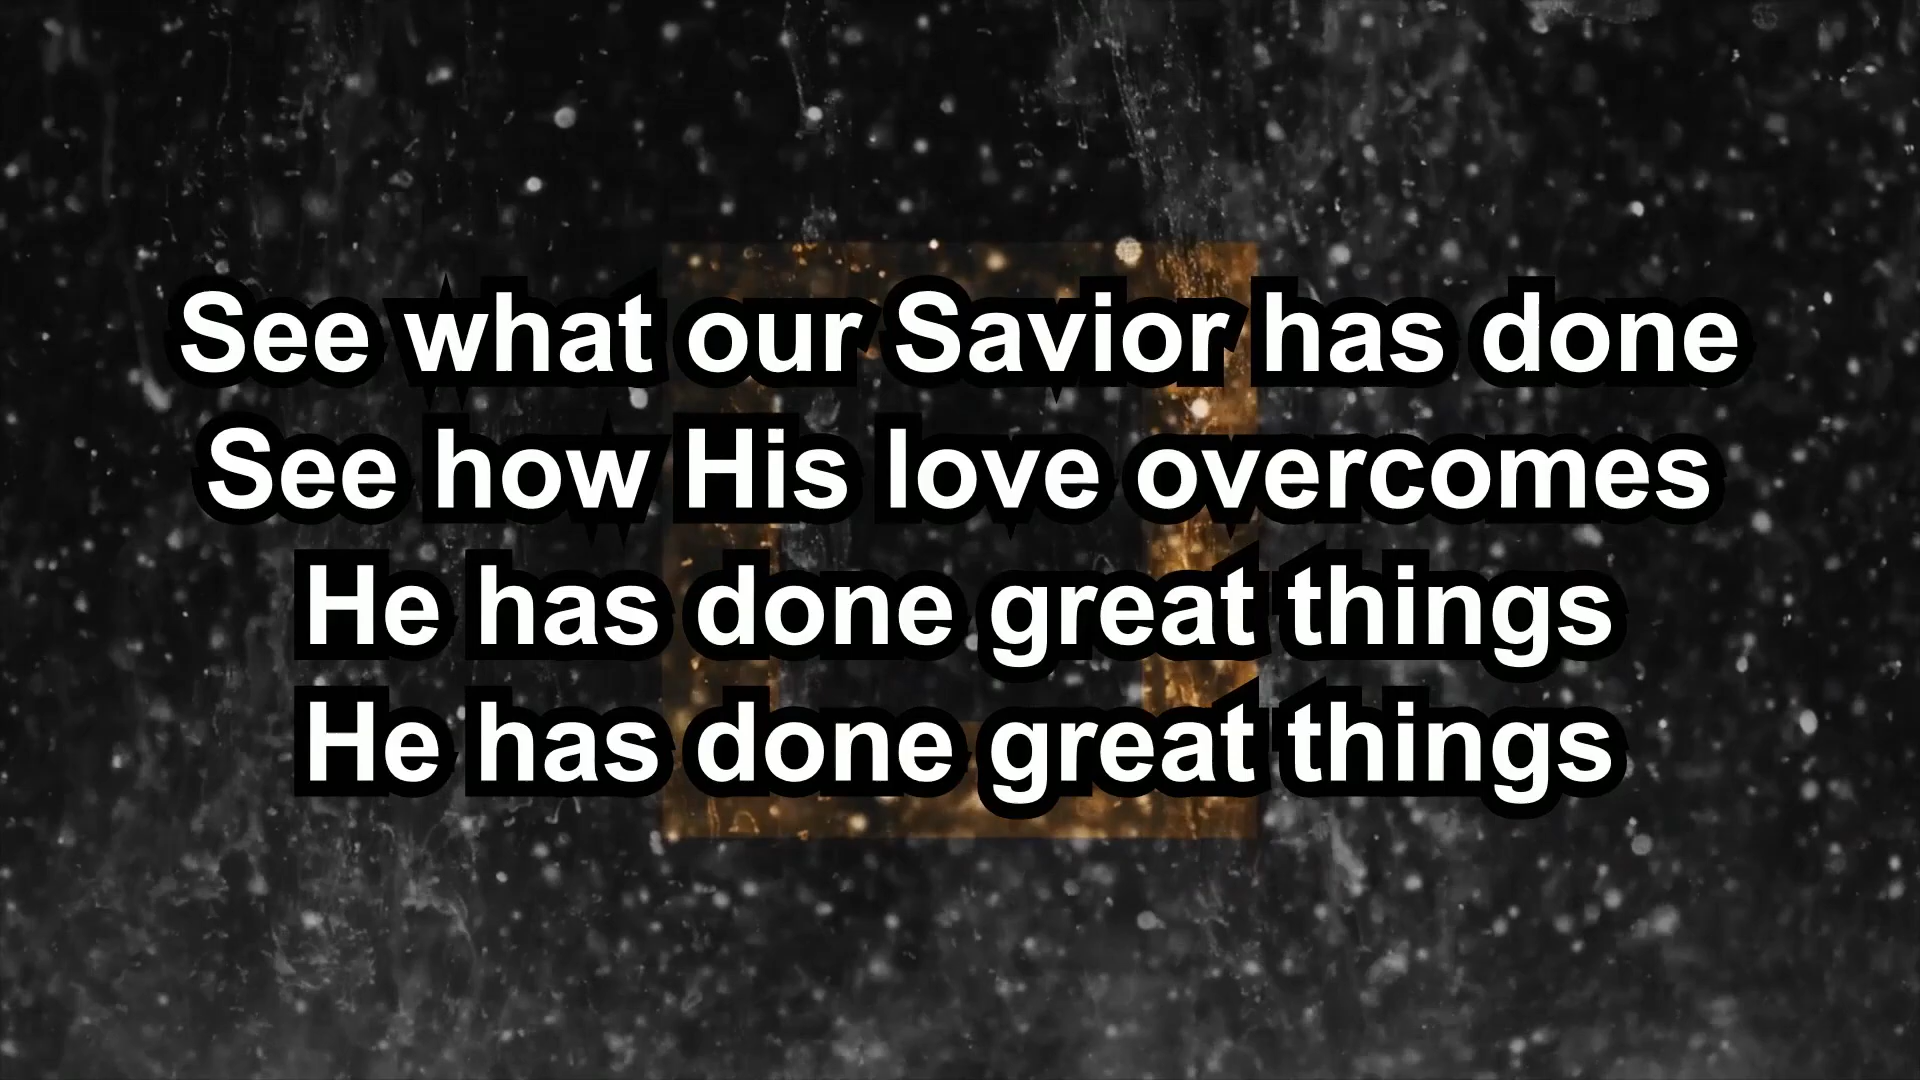 See what our Savior has done
See how His love overcomes
He has done great things
He has done great things